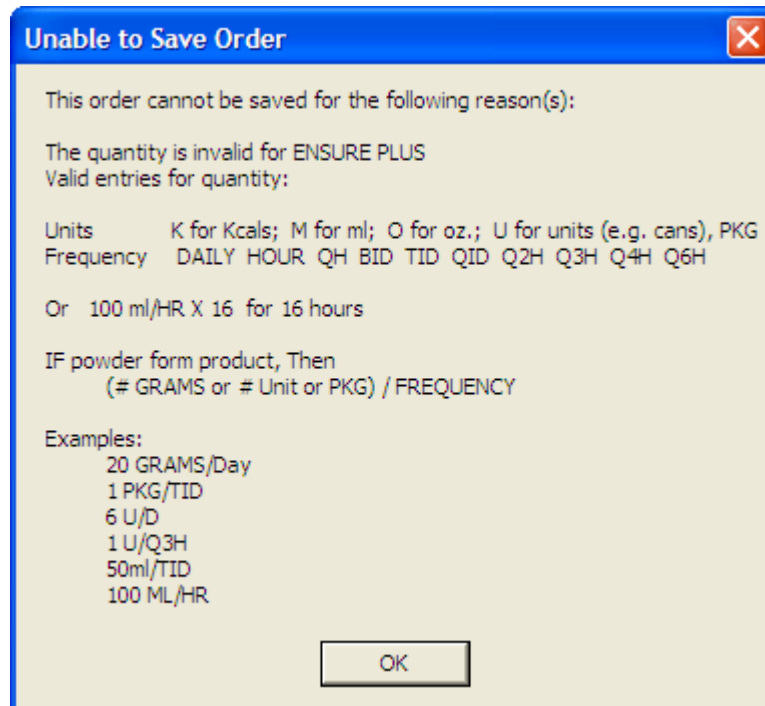 Unable to Save Order
This order cannot be saved for the following reason(s):
The quantity is invalid for ENSURE PLUS
Valid entries for quantity:
Units K for Kcals; M for ml; O for oz.; U for units (e.g. cans), PKG
Frequency DAILY HOUR QH BID TID QID Q2H Q3H Q4H Q6H
Or 100 ml/HR X 16 for 16 hours
IF powder form product, Then
(# GRAMS or # Unit or PKG) / FREQUENCY
Examples:
20 GRAMS/Day
1 PKG/TID
6 U/D
1 U/Q3H
50ml/TID
100 ML/HR
OK